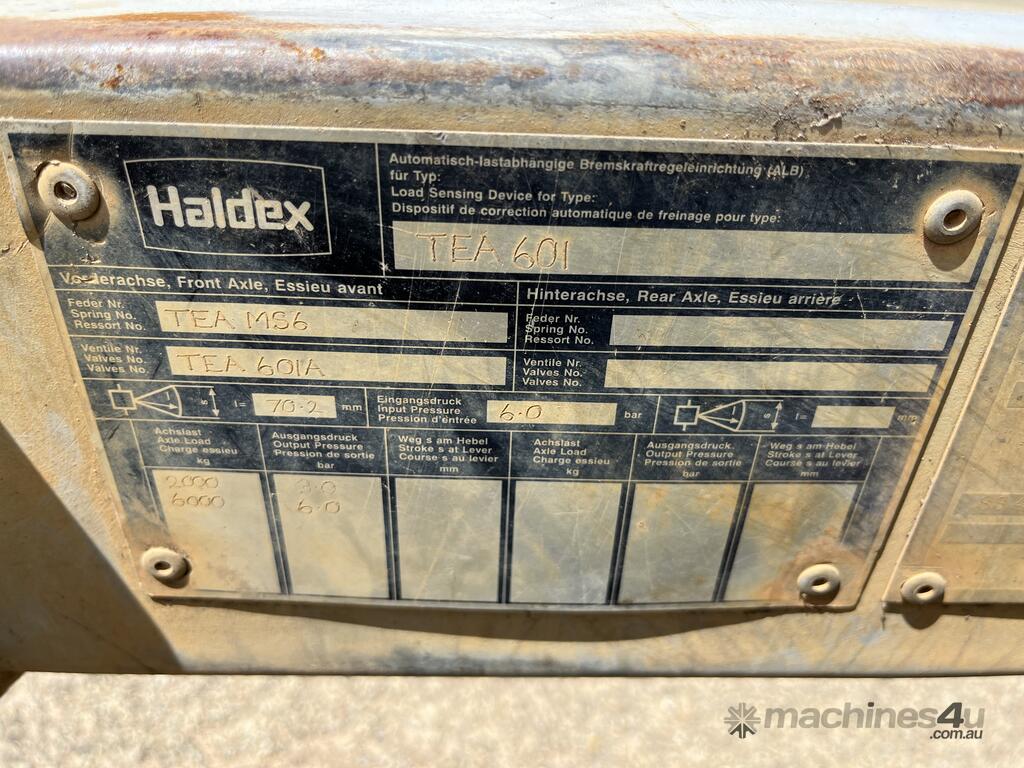 Haldex
Automatisch-lastabhängige Bremskraftregeleinrichtung (ALB)
für Typ:
Load Sensing Device for Type:
Dispositif de correction automatique de freinage pour type:
TEA 601
Vorderachse, Front Axle, Essieu avant
Feder Nr.
Spring No.
Ressort No.
TEA MS6
Ventile Nr.
Valves No.
Valves No.
TEA 601A
Hinterachse, Rear Axle, Essieu arrière
Feder Nr.
Spring No.
Ressort No.
Ventile Nr.
Valves No.
Valves No.
s l= 70.2 mm
Eingangsdruck
Input Pressure
Pression d'entrée
6.0 bar
s l= mm
Achslast
Axle Load
Charge essieu
kg
Ausgangsdruck
Output Pressure
Pression de sortie
bar
Weg s am Hebel
Stroke s at Lever
Course s au levier
mm
Achslast
Axle Load
Charge essieu
kg
Ausgangsdruck
Output Pressure
Pression de sortie
bar
Weg s am Hebel
Stroke s at Lever
Course s au levier
mm
2000 3.0
6000 6.0
machines4u
.com.au